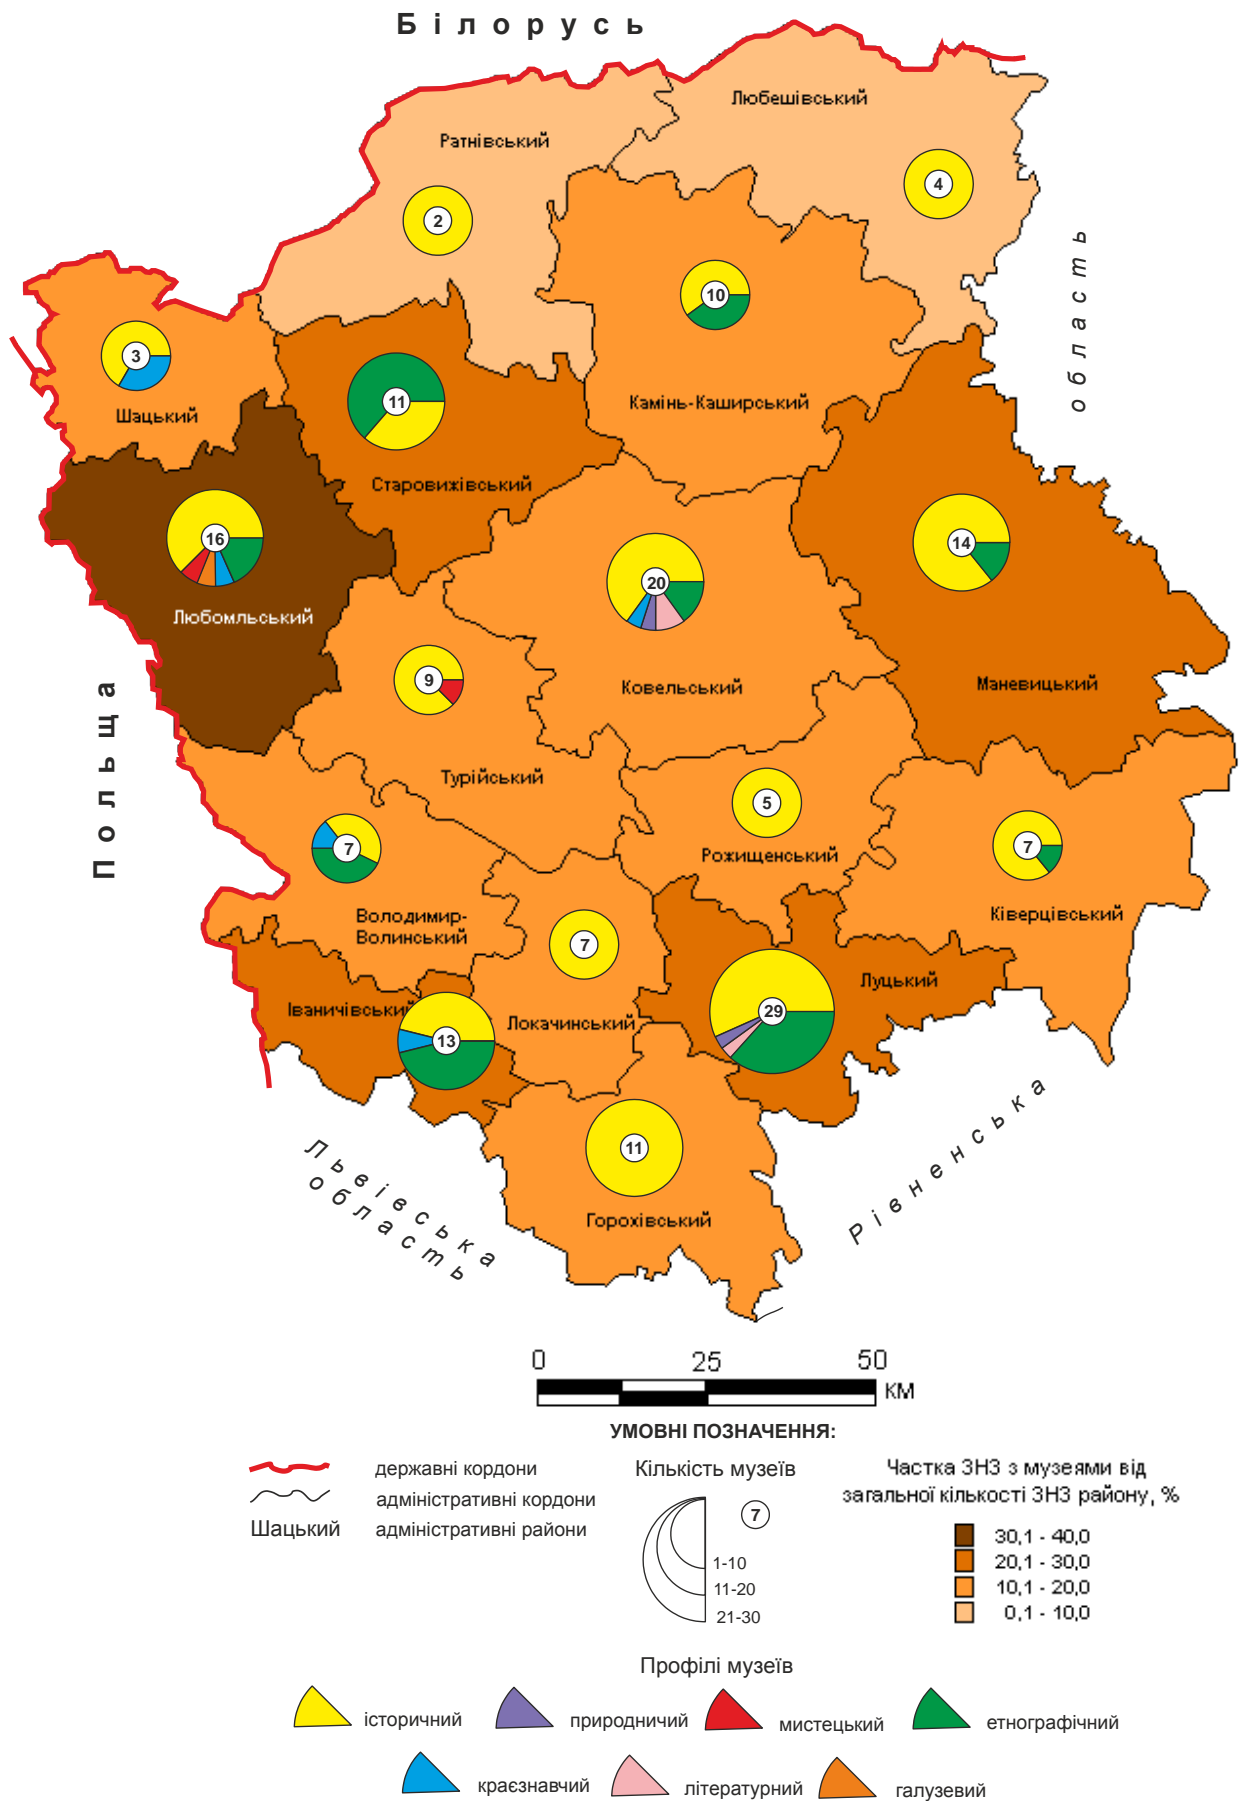 Білорусь
Любешівський
Ратнівський
4
2
область
10
3
Шацький
11
Камінь-Каширський
Старовижівський
16
14
20
Любомльський
9
Ковельський
Маневицький
Польща
Турійський
5
Рожищенський
7
7
Ківерцівський
Володимир-
Волинський
7
Луцький
Іваничівський
Локачинський
29
13
11
Горохівський
Львівська
область
Рівненська
0 25 50
КМ
УМОВНІ ПОЗНАЧЕННЯ:
державні кордони
адміністративні кордони
Шацький адміністративні райони
Кількість музеїв
7
1-10
11-20
21-30
Частка ЗНЗ з музеями від
загальної кількості ЗНЗ району, %
30,1 - 40,0
20,1 - 30,0
10,1 - 20,0
0,1 - 10,0
Профілі музеїв
історичний природничий мистецький етнографічний
краєзнавчий літературний галузевий